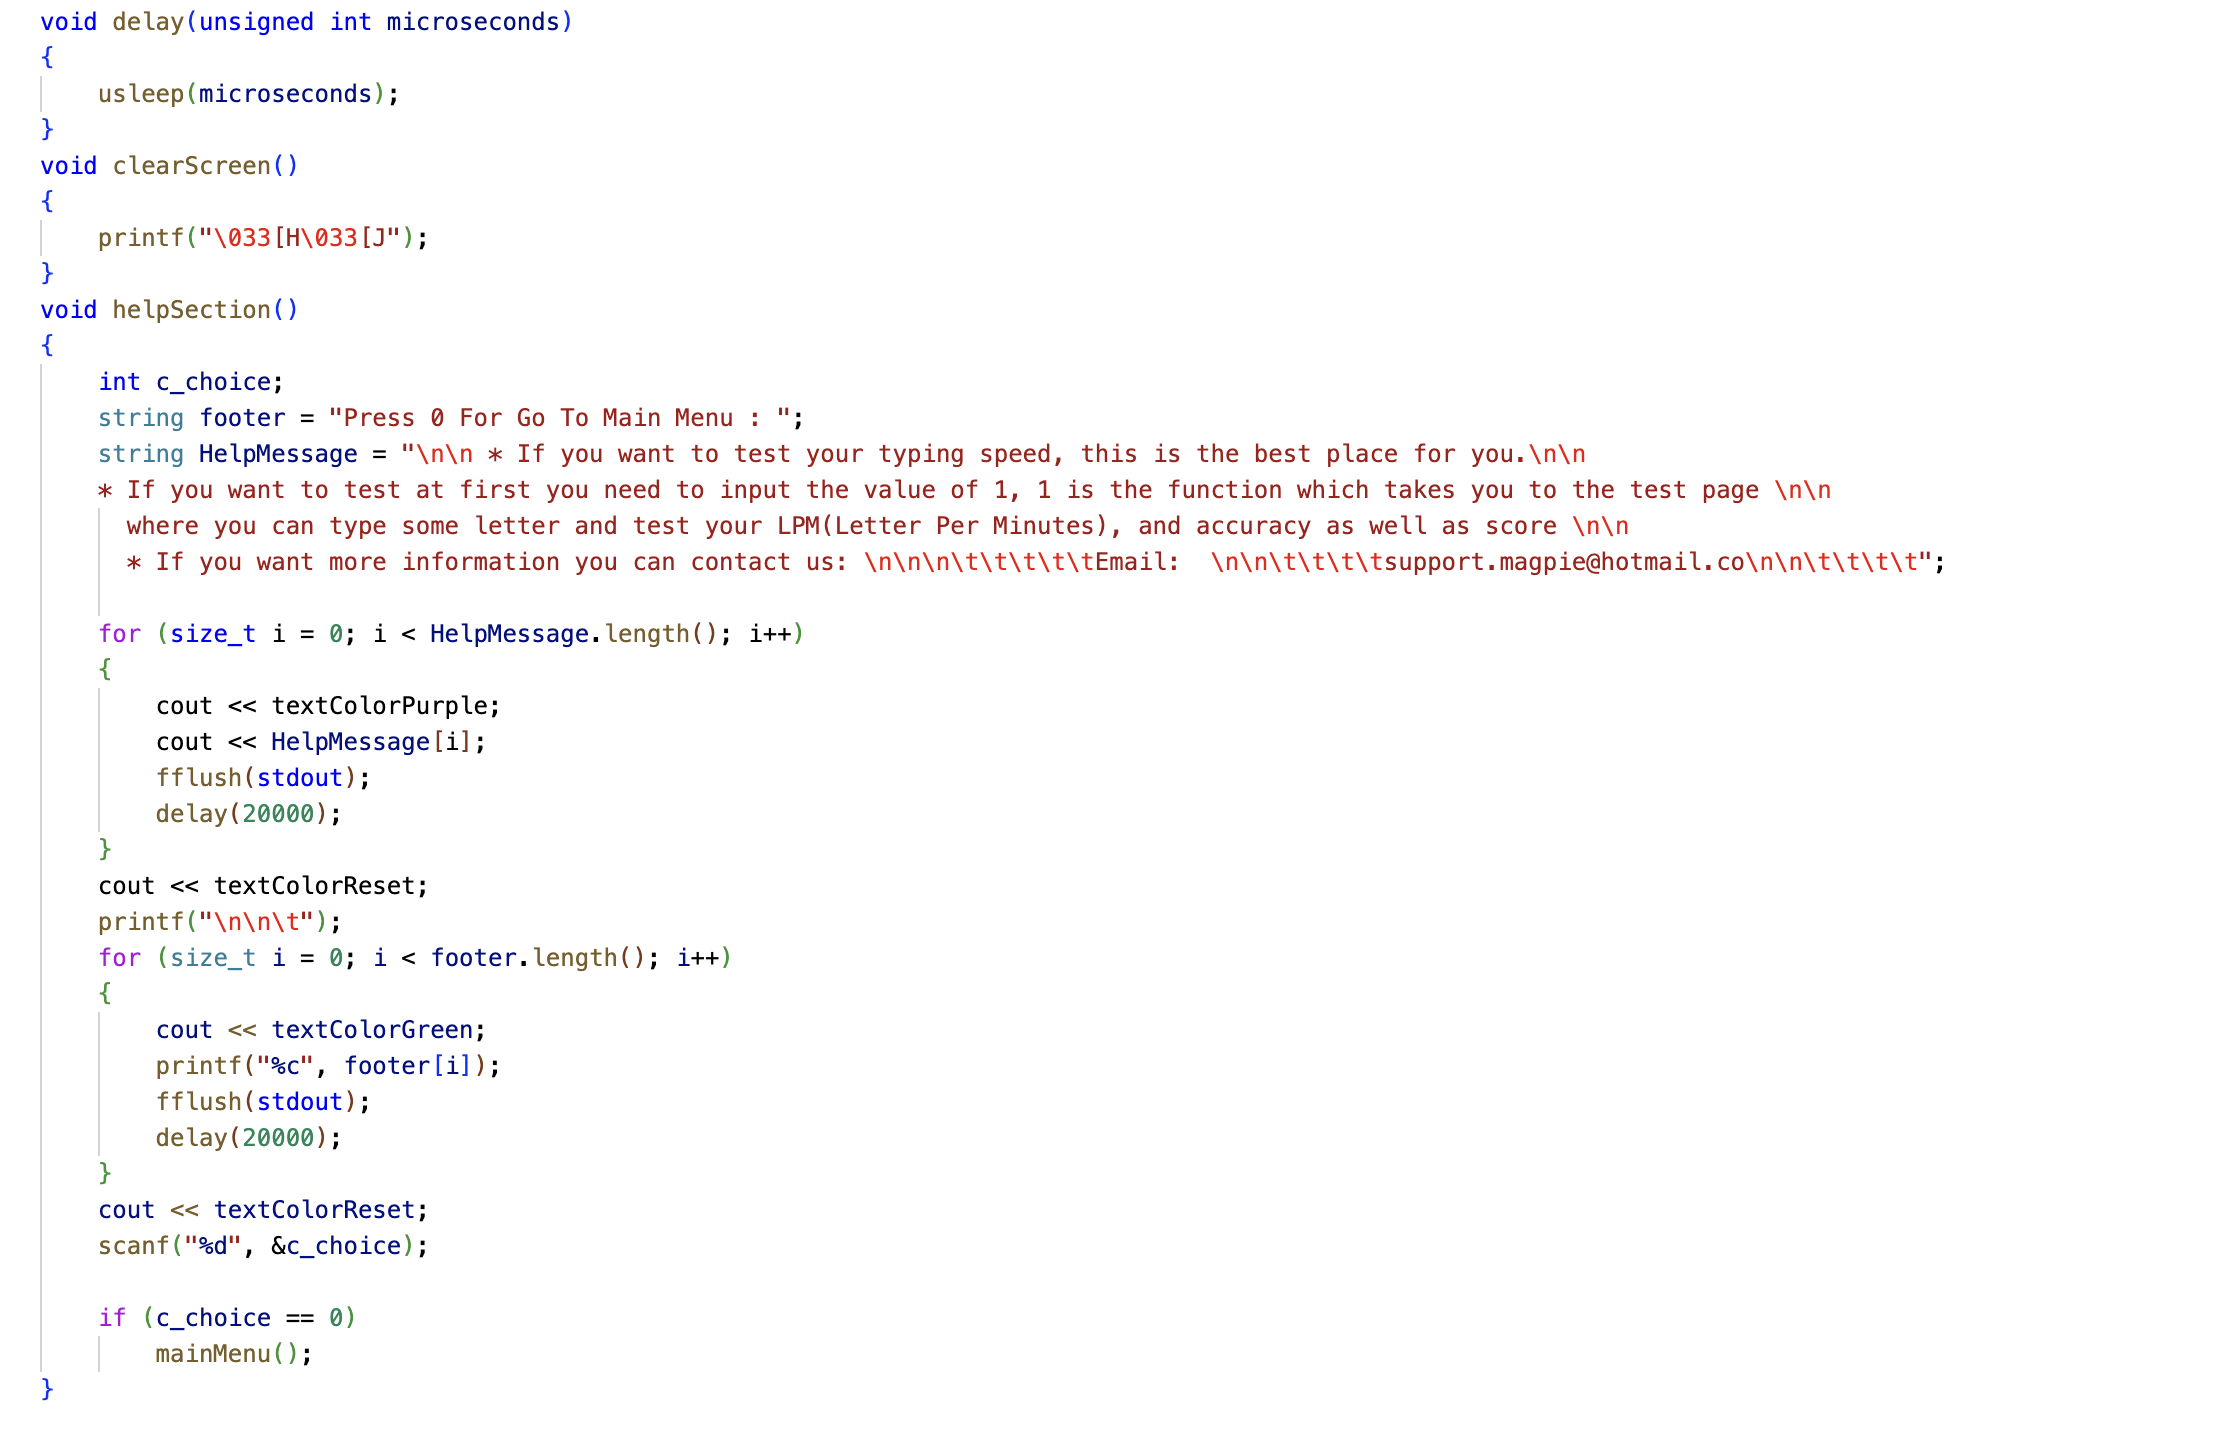 void delay(unsigned int microseconds)
{
    usleep(microseconds);
}
void clearScreen()
{
    printf("\033[H\033[J");
}
void helpSection()
{
    int c_choice;
    string footer = "Press 0 For Go To Main Menu : ";
    string HelpMessage = "\n\n * If you want to test your typing speed, this is the best place for you.\n\n
    * If you want to test at first you need to input the value of 1, 1 is the function which takes you to the test page \n\n
      where you can type some letter and test your LPM(Letter Per Minutes), and accuracy as well as score \n\n
      * If you want more information you can contact us: \n\n\n\t\t\t\t\tEmail:  \n\n\t\t\t\tsupport.magpie@hotmail.co\n\n\t\t\t\t";
    for (size_t i = 0; i < HelpMessage.length(); i++)
    {
        cout << textColorPurple;
        cout << HelpMessage[i];
        fflush(stdout);
        delay(20000);
    }
    cout << textColorReset;
    printf("\n\n\t");
    for (size_t i = 0; i < footer.length(); i++)
    {
        cout << textColorGreen;
        printf("%c", footer[i]);
        fflush(stdout);
        delay(20000);
    }
    cout << textColorReset;
    scanf("%d", &c_choice);
    if (c_choice == 0)
        mainMenu();
}